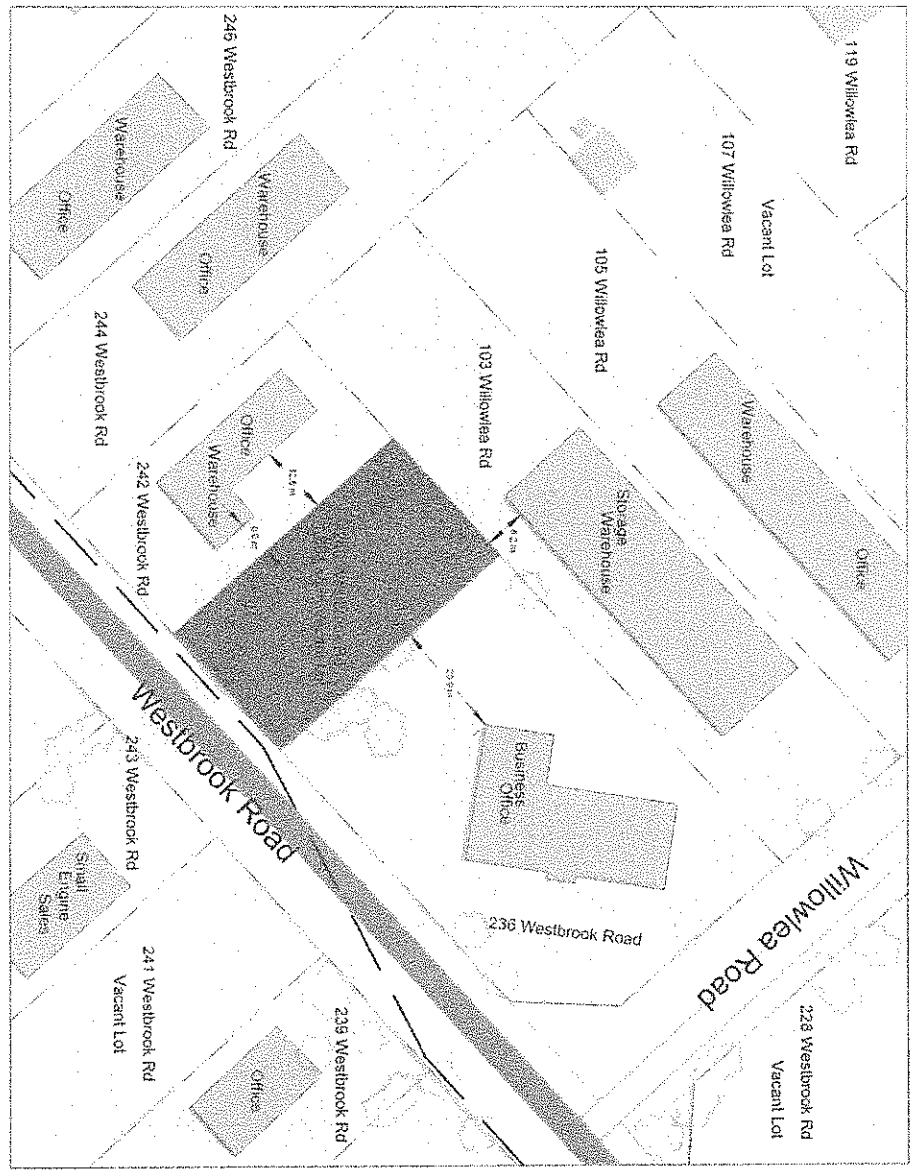 119 Willowlea Rd
Vacant Lot
107 Willowlea Rd
105 Willowlea Rd
103 Willowlea Rd
Warehouse
Office
Storage
Warehouse
246 Westbrook Rd
Warehouse
Office
Warehouse
Office
244 Westbrook Rd
Office
Warehouse
242 Westbrook Rd
Business
Office
236 Westbrook Road
Willowlea Road
228 Westbrook Rd
Vacant Lot
Westbrook Road
243 Westbrook Rd
Small
Engine
Sales
241 Westbrook Rd
Vacant Lot
239 Westbrook Rd
Office